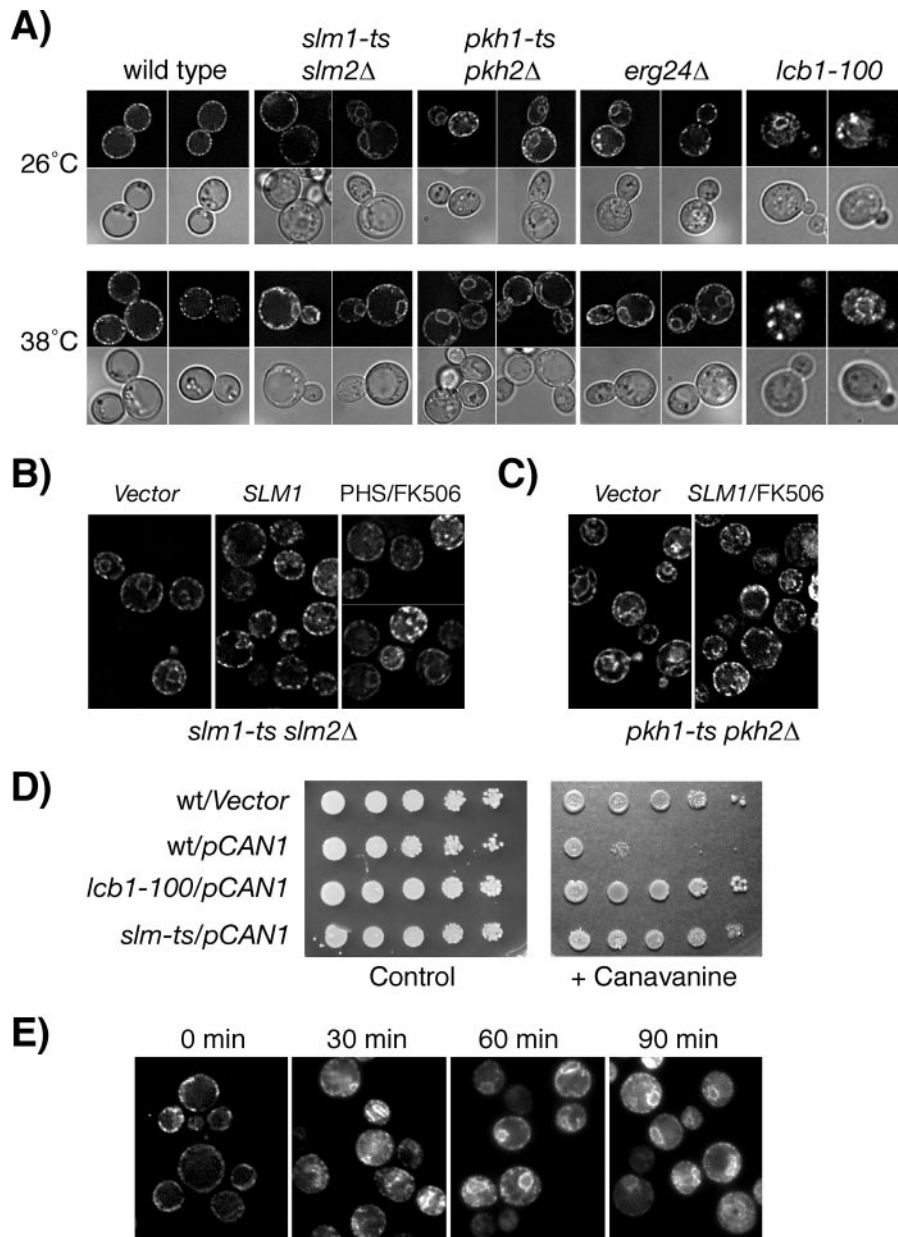 A)
wild type
slm1-ts
slm2Δ
pkh1-ts
pkh2Δ
erg24Δ
lcb1-100
26°C
38°C
B)
Vector
SLM1
PHS/FK506
slm1-ts slm2Δ
C)
Vector
SLM1/FK506
pkh1-ts pkh2Δ
D)
wt/Vector
wt/pCAN1
lcb1-100/pCAN1
slm-ts/pCAN1
Control
+ Canavanine
E)
0 min
30 min
60 min
90 min